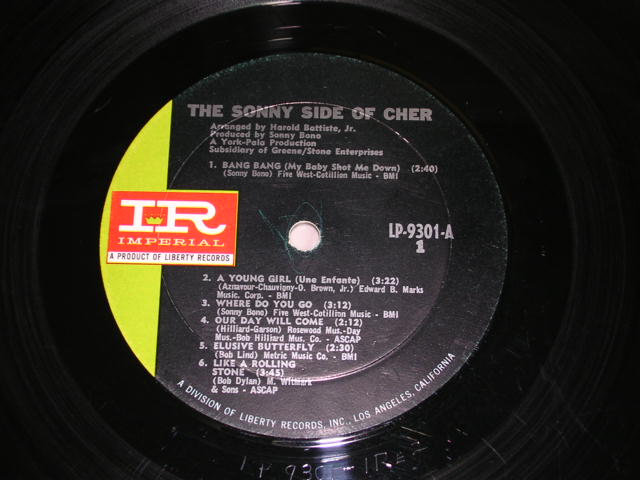 THE SONNY SIDE OF CHER
Arranged by Harold Battiste, Jr.
Produced by Sonny Bono
A York-Pala Production
Subsidiary of Greene/Stone Enterprises
1. BANG BANG (My Baby Shot Me Down) (2:40)
(Sonny Bono) Five West-Cotillion Music - BMI
IR
IMPERIAL
A PRODUCT OF LIBERTY RECORDS
LP-9301-A
1
2. A YOUNG GIRL (Une Enfante) (3:22)
(Aznavour-Chauvigny-O. Brown, Jr.) Edward B. Marks
Music. Corp. - BMI
3. WHERE DO YOU GO (3:12)
(Sonny Bono) Five West-Cotillion Music - BMI
4. OUR DAY WILL COME (2:12)
(Hilliard-Garson) Rosewood Mus.-Day
Mus.-Bob Hilliard Mus. Co. - ASCAP
5. ELUSIVE BUTTERFLY (2:30)
(Bob Lind) Metric Music Co. - BMI
6. LIKE A ROLLING
STONE (3:45)
(Bob Dylan) M. Witmark
& Sons - ASCAP
A DIVISION OF LIBERTY RECORDS, INC., LOS ANGELES, CALIFORNIA
LP 9301